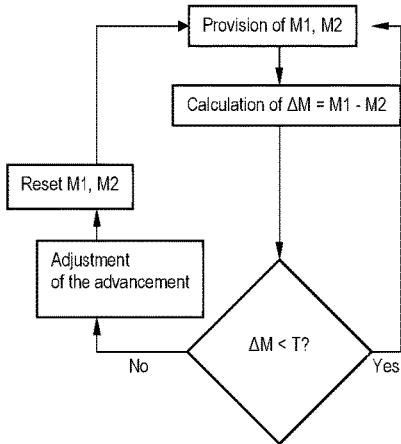 Provision of M1, M2
Calculation of ΔM = M1 - M2
Reset M1, M2
Adjustment
of the advancement
ΔM < T?
No
Yes